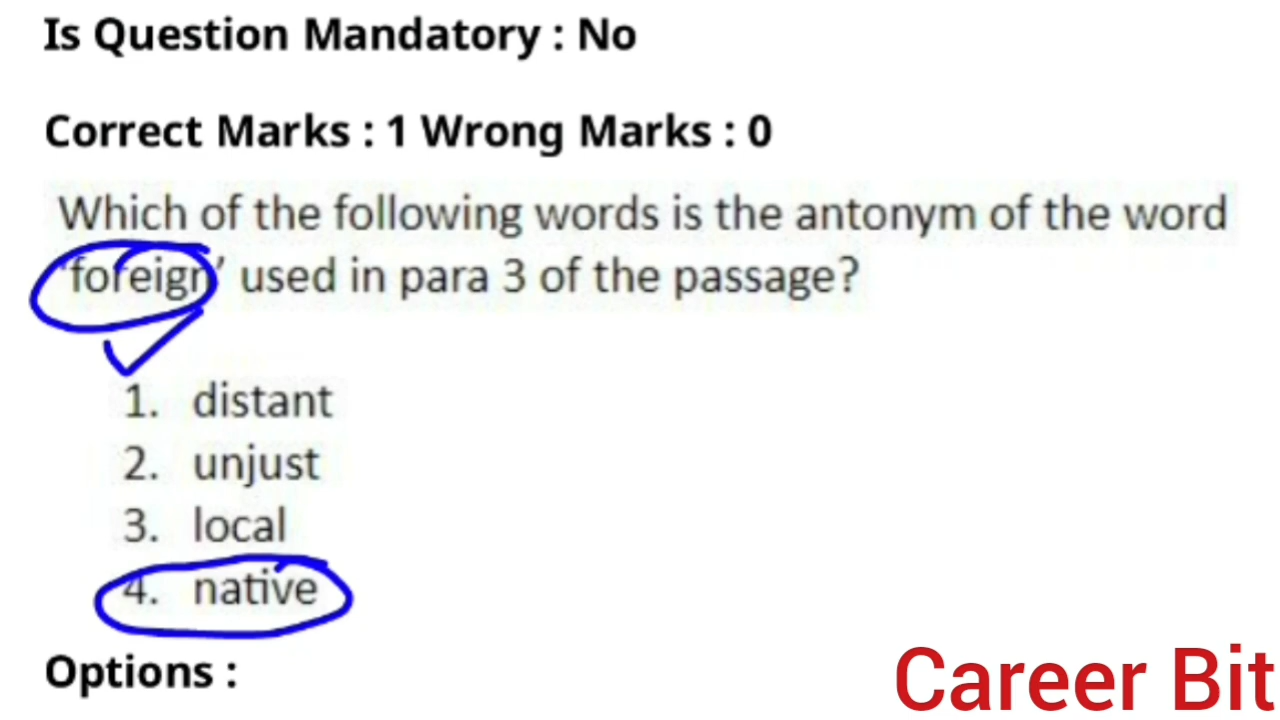 Is Question Mandatory : No
Correct Marks : 1 Wrong Marks : 0
Which of the following words is the antonym of the word
'foreign' used in para 3 of the passage?
1. distant
2. unjust
3. local
4. native
Options :
Career Bit